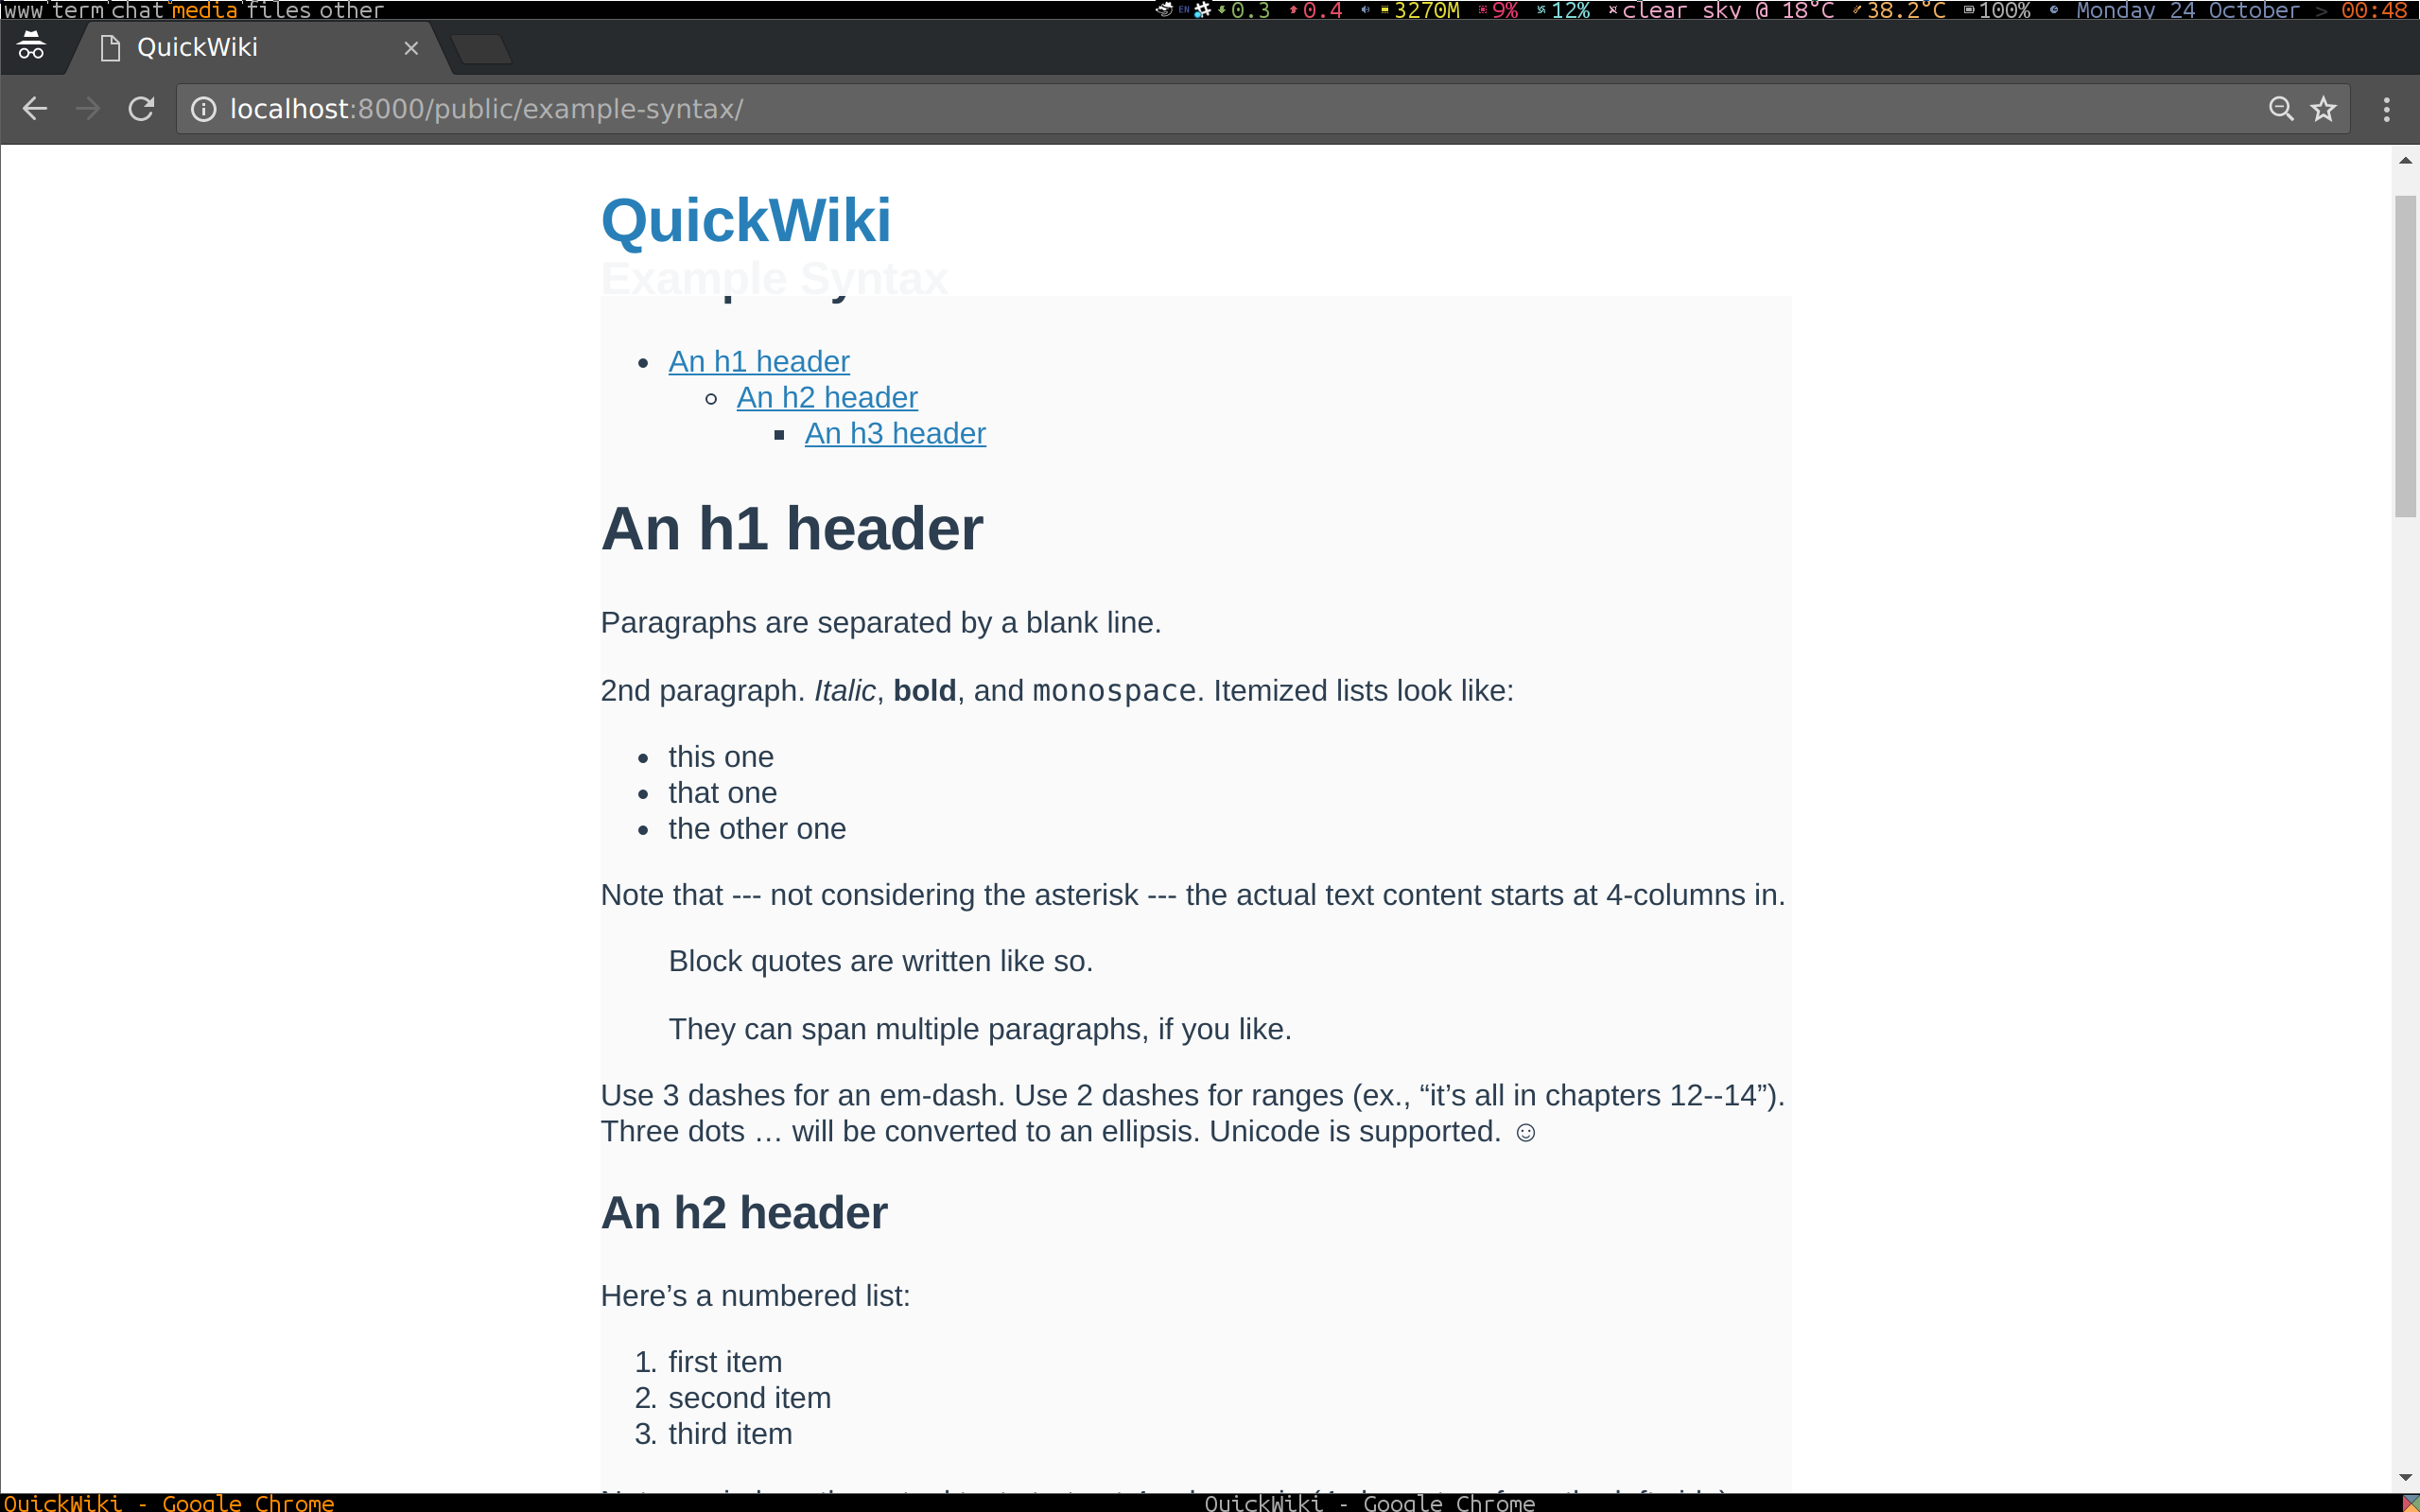 www term chat media files other
EN 0.3 0.4 3270M 9% 12% clear sky @ 18°C 38.2°C 100% Monday 24 October > 00:48
QuickWiki
localhost:8000/public/example-syntax/
QuickWiki
Example Syntax
• An h1 header
◦ An h2 header
▪ An h3 header
An h1 header
Paragraphs are separated by a blank line.
2nd paragraph. Italic, bold, and monospace. Itemized lists look like:
• this one
• that one
• the other one
Note that --- not considering the asterisk --- the actual text content starts at 4-columns in.
Block quotes are written like so.
They can span multiple paragraphs, if you like.
Use 3 dashes for an em-dash. Use 2 dashes for ranges (ex., “it’s all in chapters 12--14”).
Three dots … will be converted to an ellipsis. Unicode is supported. ☺
An h2 header
Here’s a numbered list:
1. first item
2. second item
3. third item
QuickWiki - Google Chrome
QuickWiki - Google Chrome